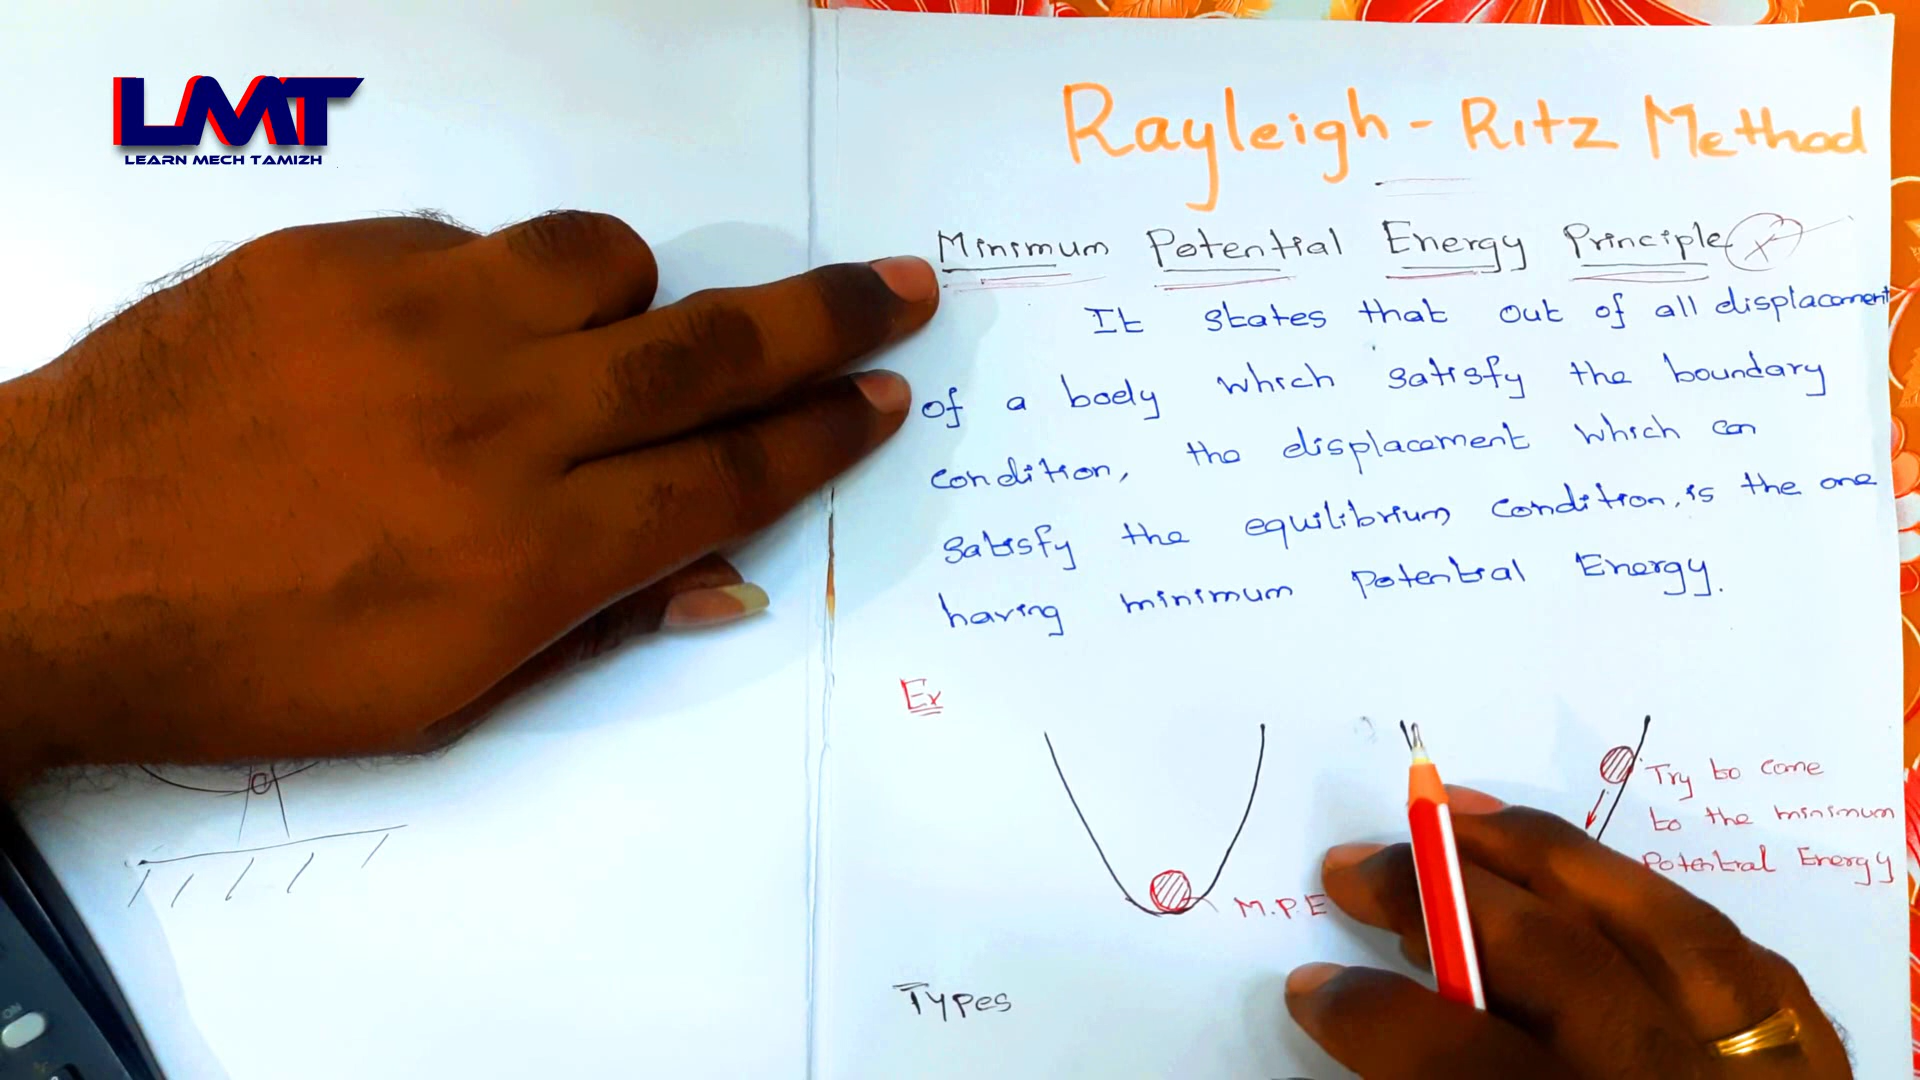 LMT
LEARN MECH TAMIZH
Rayleigh - Ritz Method
Minimum Potential Energy Principle
It states that out of all displacement
of a body which satisfy the boundary
condition, the displacement which can
satisfy the equilibrium condition, is the one
having minimum potential Energy.
Ex
M.P.E
Try to come
to the minimum
Potential Energy
Types
ON